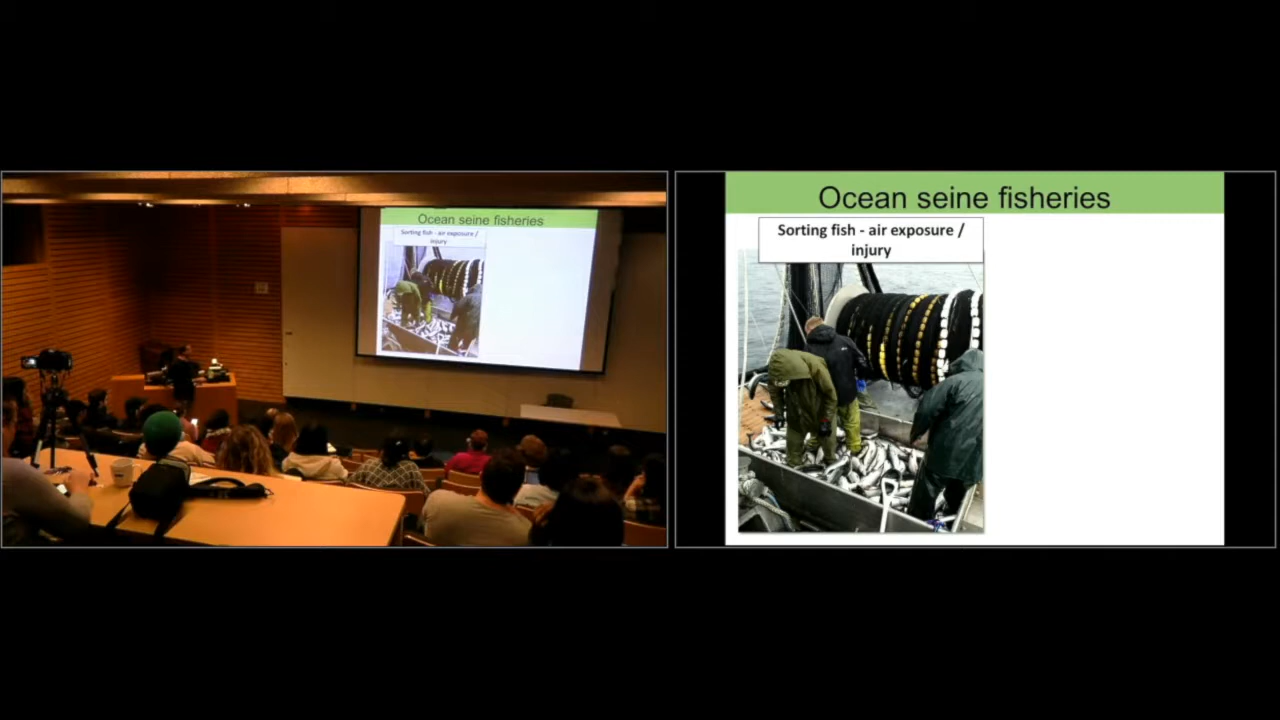 Ocean seine fisheries
Sorting fish - air exposure /
injury
Ocean seine fisheries
Sorting fish - air exposure /
injury